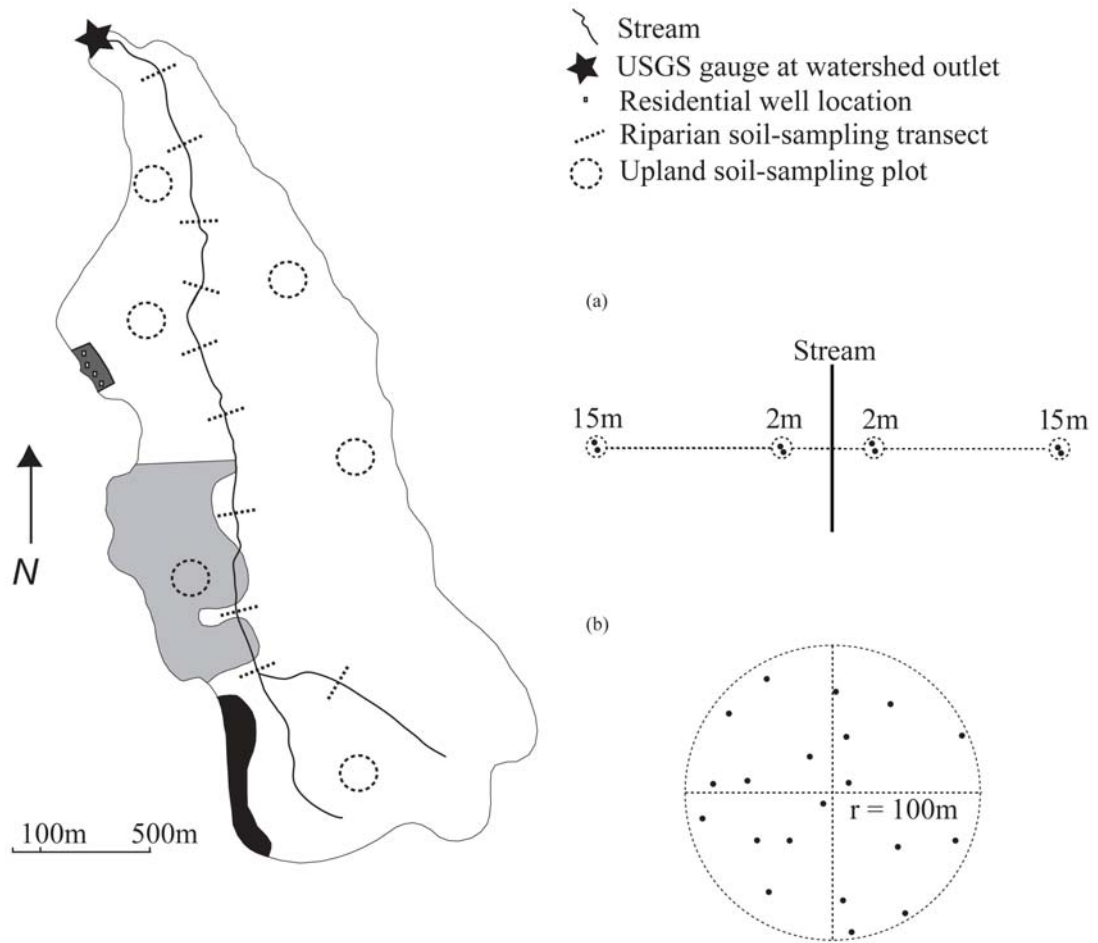 Stream
USGS gauge at watershed outlet
Residential well location
Riparian soil-sampling transect
Upland soil-sampling plot
N
100m 500m
(a)
Stream
15m 2m 2m 15m
(b)
r = 100m